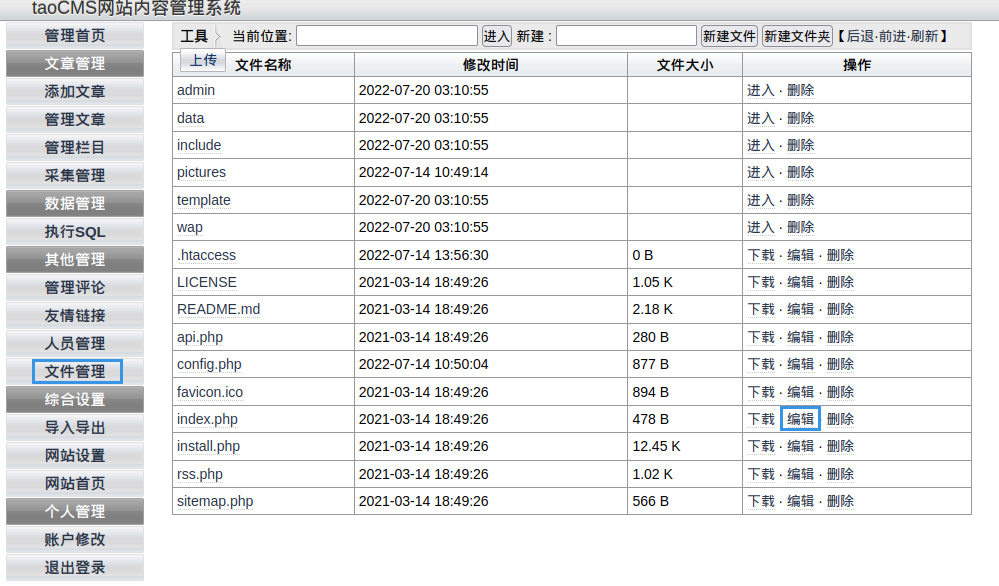 taoCMS网站内容管理系统
管理首页
文章管理
添加文章
管理文章
管理栏目
采集管理
数据管理
执行SQL
其他管理
管理评论
友情链接
人员管理
文件管理
综合设置
导入导出
网站设置
网站首页
个人管理
账户修改
退出登录
工具 当前位置: 进入 新建 : 新建文件 新建文件夹 【 后退·前进·刷新 】
上传
文件名称 修改时间 文件大小 操作
admin 2022-07-20 03:10:55 进入 · 删除
data 2022-07-20 03:10:55 进入 · 删除
include 2022-07-20 03:10:55 进入 · 删除
pictures 2022-07-14 10:49:14 进入 · 删除
template 2022-07-20 03:10:55 进入 · 删除
wap 2022-07-20 03:10:55 进入 · 删除
.htaccess 2022-07-14 13:56:30 0 B 下载 · 编辑 · 删除
LICENSE 2021-03-14 18:49:26 1.05 K 下载 · 编辑 · 删除
README.md 2021-03-14 18:49:26 2.18 K 下载 · 编辑 · 删除
api.php 2021-03-14 18:49:26 280 B 下载 · 编辑 · 删除
config.php 2022-07-14 10:50:04 877 B 下载 · 编辑 · 删除
favicon.ico 2021-03-14 18:49:26 894 B 下载 · 编辑 · 删除
index.php 2021-03-14 18:49:26 478 B 下载 编辑 删除
install.php 2021-03-14 18:49:26 12.45 K 下载 · 编辑 · 删除
rss.php 2021-03-14 18:49:26 1.02 K 下载 · 编辑 · 删除
sitemap.php 2021-03-14 18:49:26 566 B 下载 · 编辑 · 删除